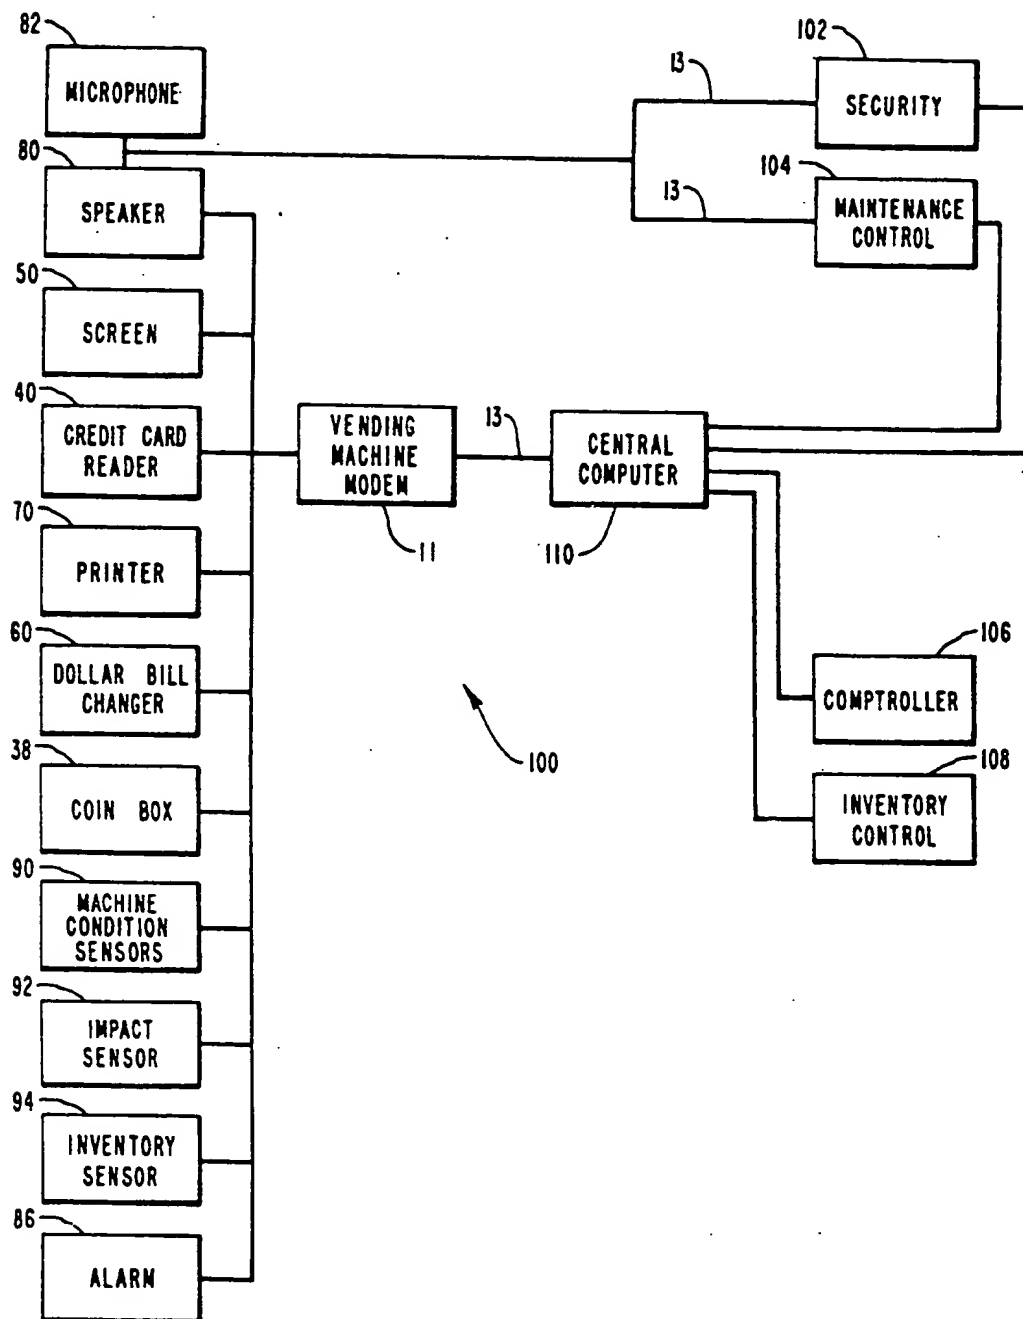 82
MICROPHONE
80
SPEAKER
50
SCREEN
40
CREDIT CARD
READER
70
PRINTER
60
DOLLAR BILL
CHANGER
38
COIN BOX
90
MACHINE
CONDITION
SENSORS
92
IMPACT
SENSOR
94
INVENTORY
SENSOR
86
ALARM
VENDING
MACHINE
MODEM
11
13
CENTRAL
COMPUTER
110
13
102
SECURITY
13
104
MAINTENANCE
CONTROL
106
COMPTROLLER
108
INVENTORY
CONTROL
100